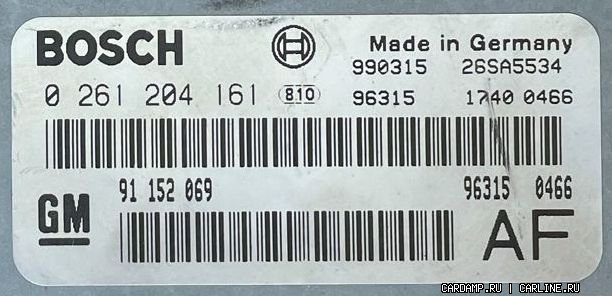 BOSCH Made in Germany
990315 26SA5534
0 261 204 161 810 96315 1740 0466
91 152 069 96315 0466
GM AF
CARDAMP.RU | CARLINE.RU